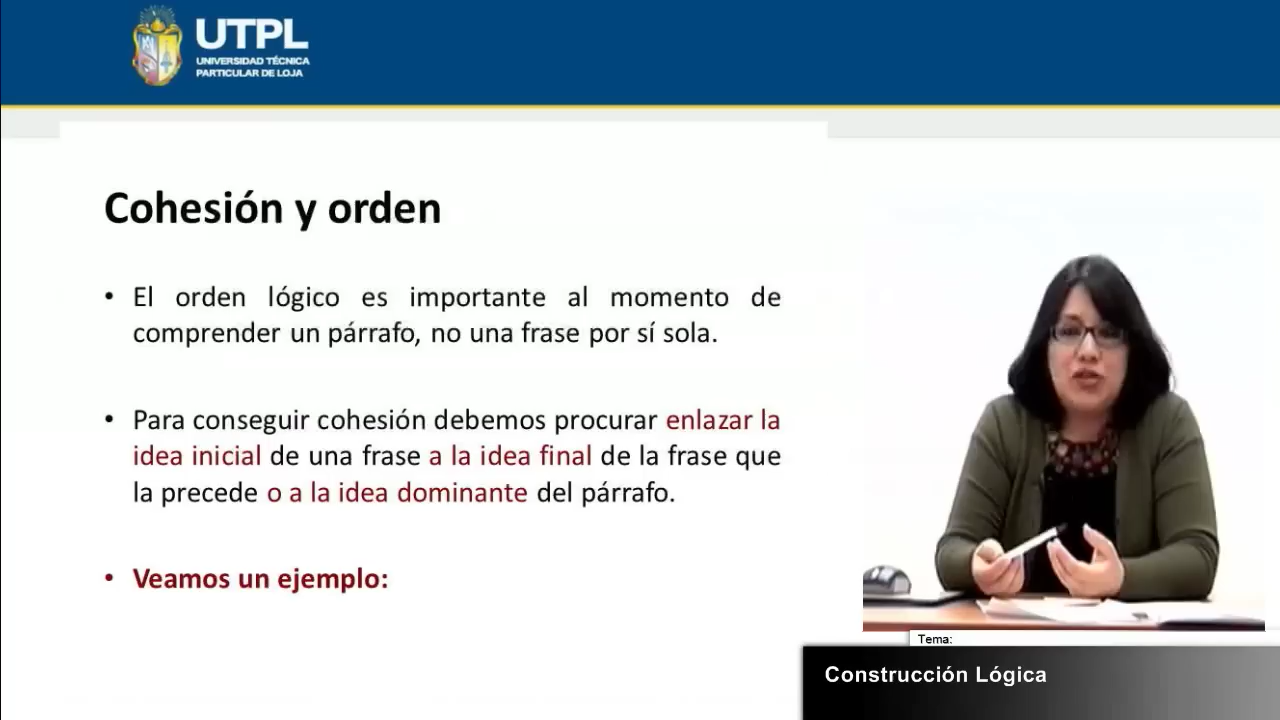 UTPL
UNIVERSIDAD TÉCNICA
PARTICULAR DE LOJA
Cohesión y orden
• El orden lógico es importante al momento de
comprender un párrafo, no una frase por sí sola.
• Para conseguir cohesión debemos procurar enlazar la
idea inicial de una frase a la idea final de la frase que
la precede o a la idea dominante del párrafo.
• Veamos un ejemplo:
Tema:
Construcción Lógica